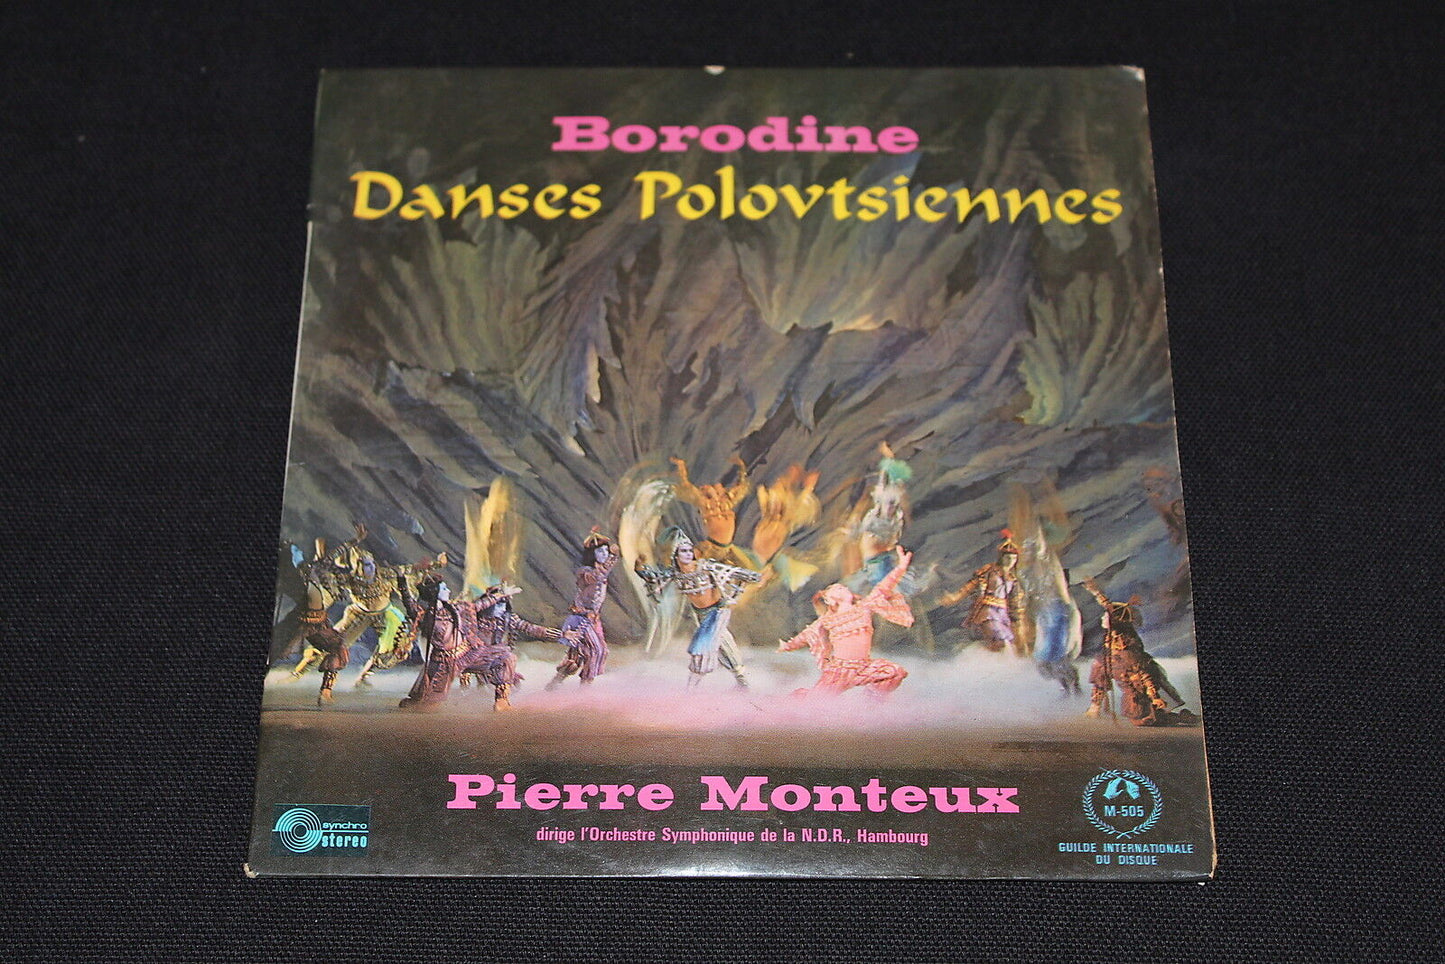 Borodine
Danses Polovtsiennes
Pierre Monteux
dirige l'Orchestre Symphonique de la N.D.R., Hambourg
synchro
stereo
M-505
GUILDE INTERNATIONALE
DU DISQUE